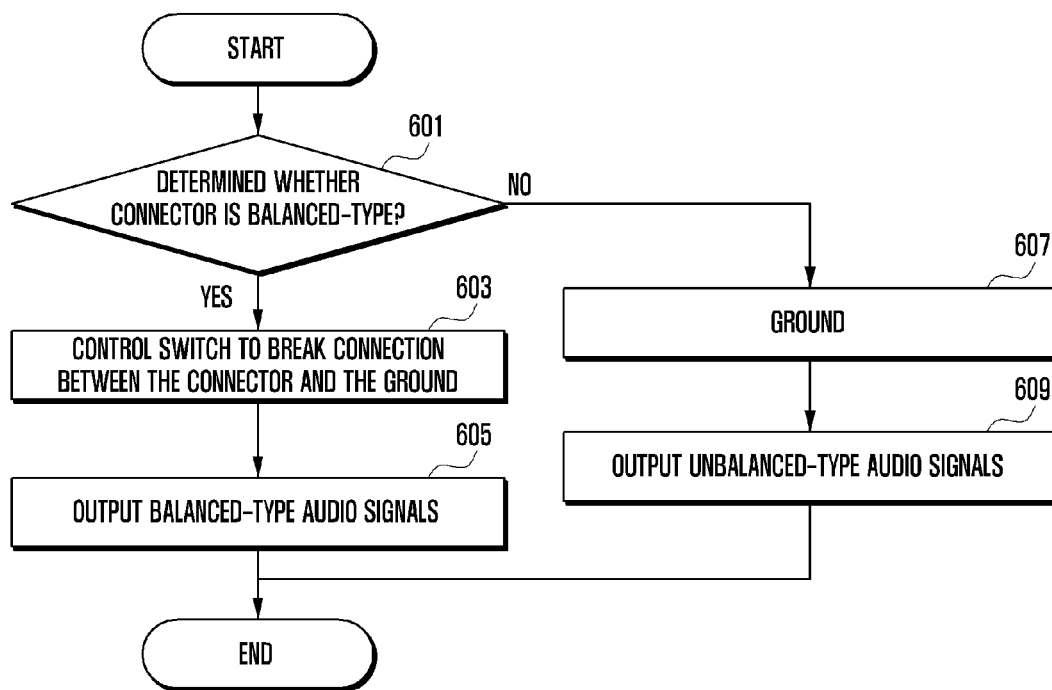 START
601
DETERMINED WHETHER
CONNECTOR IS BALANCED-TYPE?
NO
YES
603
CONTROL SWITCH TO BREAK CONNECTION
BETWEEN THE CONNECTOR AND THE GROUND
605
OUTPUT BALANCED-TYPE AUDIO SIGNALS
607
GROUND
609
OUTPUT UNBALANCED-TYPE AUDIO SIGNALS
END